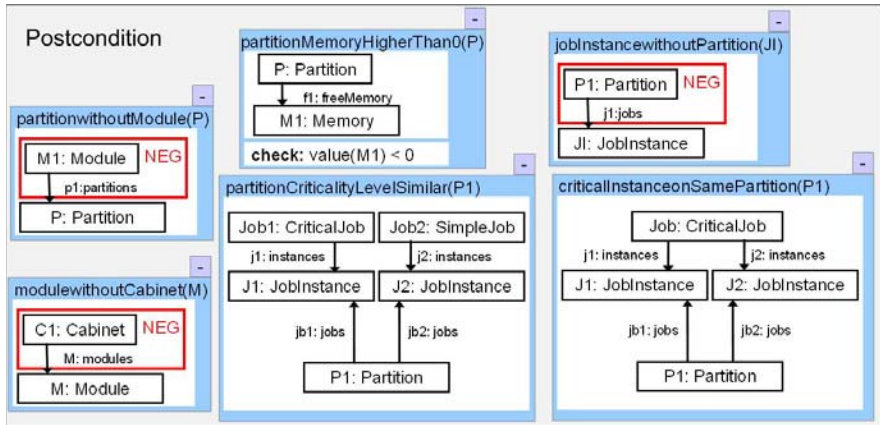 Postcondition
-
partitionMemoryHigherThan0(P)
P: Partition
f1: freeMemory
M1: Memory
check: value(M1) < 0
-
jobInstancewithoutPartition(JI)
P1: Partition
NEG
j1:jobs
JI: JobInstance
-
partitionwithoutModule(P)
M1: Module
NEG
p1:partitions
P: Partition
-
partitionCriticalityLevelSimilar(P1)
Job1: CriticalJob
Job2: SimpleJob
j1: instances
j2: instances
J1: JobInstance
J2: JobInstance
jb1: jobs
jb2: jobs
P1: Partition
-
criticalInstanceonSamePartition(P1)
Job: CriticalJob
j1: instances
j2: instances
J1: JobInstance
J2: JobInstance
jb1: jobs
jb2: jobs
P1: Partition
-
modulewithoutCabinet(M)
C1: Cabinet
NEG
M: modules
M: Module